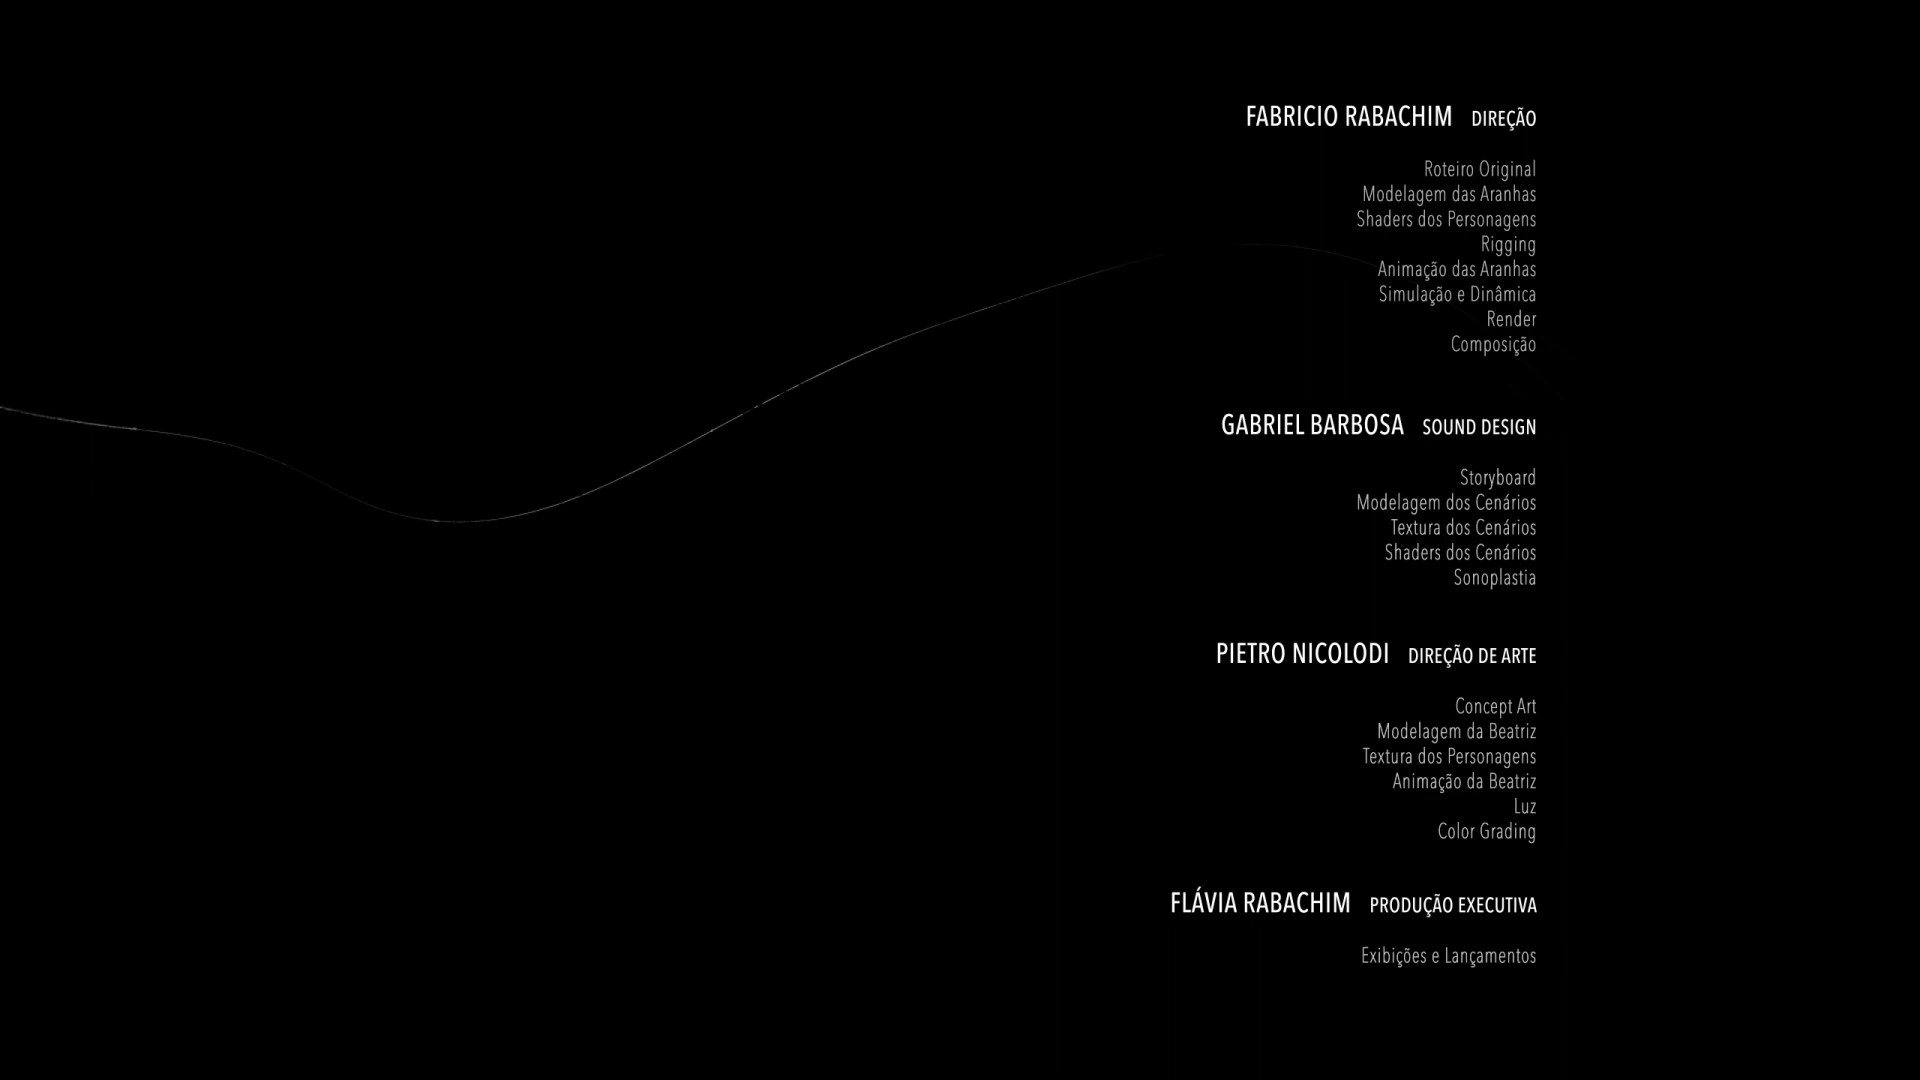 FABRICIO RABACHIM DIREÇÃO
Roteiro Original
Modelagem das Aranhas
Shaders dos Personagens
Rigging
Animação das Aranhas
Simulação e Dinâmica
Render
Composição
GABRIEL BARBOSA SOUND DESIGN
Storyboard
Modelagem dos Cenários
Textura dos Cenários
Shaders dos Cenários
Sonoplastia
PIETRO NICOLODI DIREÇÃO DE ARTE
Concept Art
Modelagem da Beatriz
Textura dos Personagens
Animação da Beatriz
Luz
Color Grading
FLÁVIA RABACHIM PRODUÇÃO EXECUTIVA
Exibições e Lançamentos